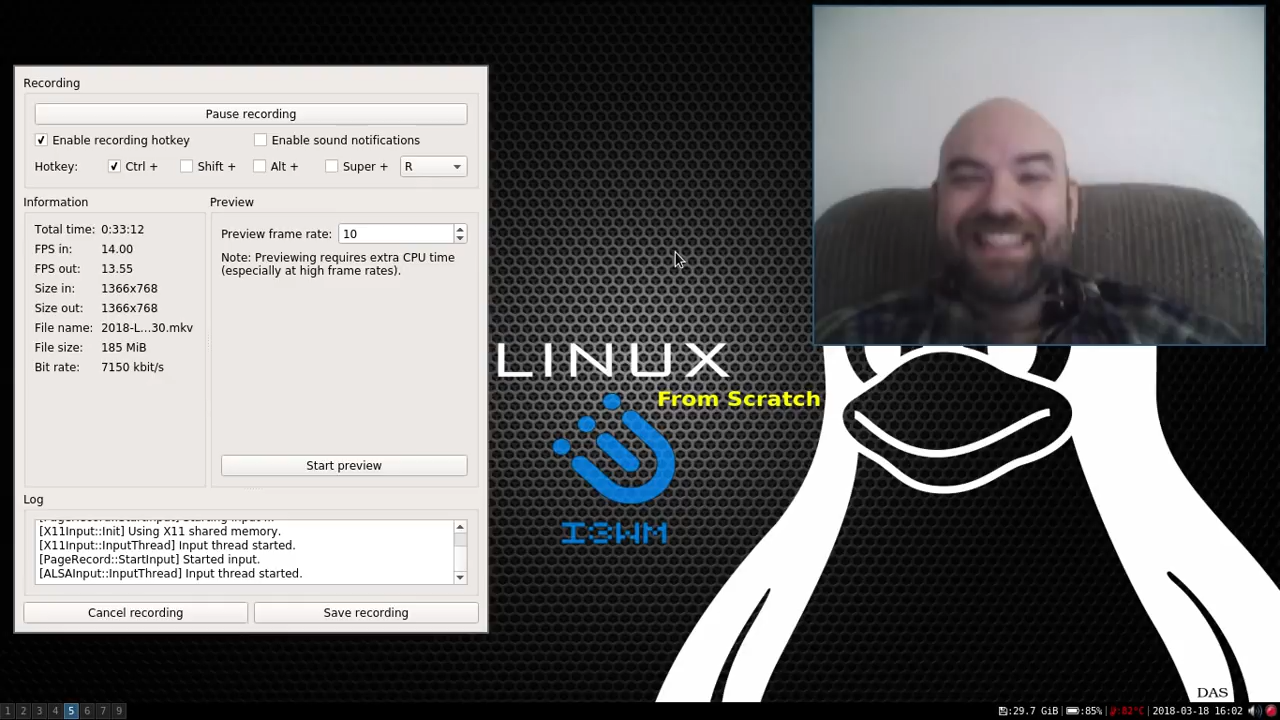 Recording
Pause recording
Enable recording hotkey
Enable sound notifications
Hotkey:
Ctrl +
Shift +
Alt +
Super +
R
Information
Total time: 0:33:12
FPS in: 14.00
FPS out: 13.55
Size in: 1366x768
Size out: 1366x768
File name: 2018-L...30.mkv
File size: 185 MiB
Bit rate: 7150 kbit/s
Preview
Preview frame rate: 10
Note: Previewing requires extra CPU time
(especially at high frame rates).
Start preview
Log
[X11Input::Init] Using X11 shared memory.
[X11Input::InputThread] Input thread started.
[PageRecord::StartInput] Started input.
[ALSAInput::InputThread] Input thread started.
Cancel recording
Save recording
LINUX
From Scratch
I3WM
DAS
1 2 3 4 5 6 7 9
:29.7 GiB :85% :82°C 2018-03-18 16:02